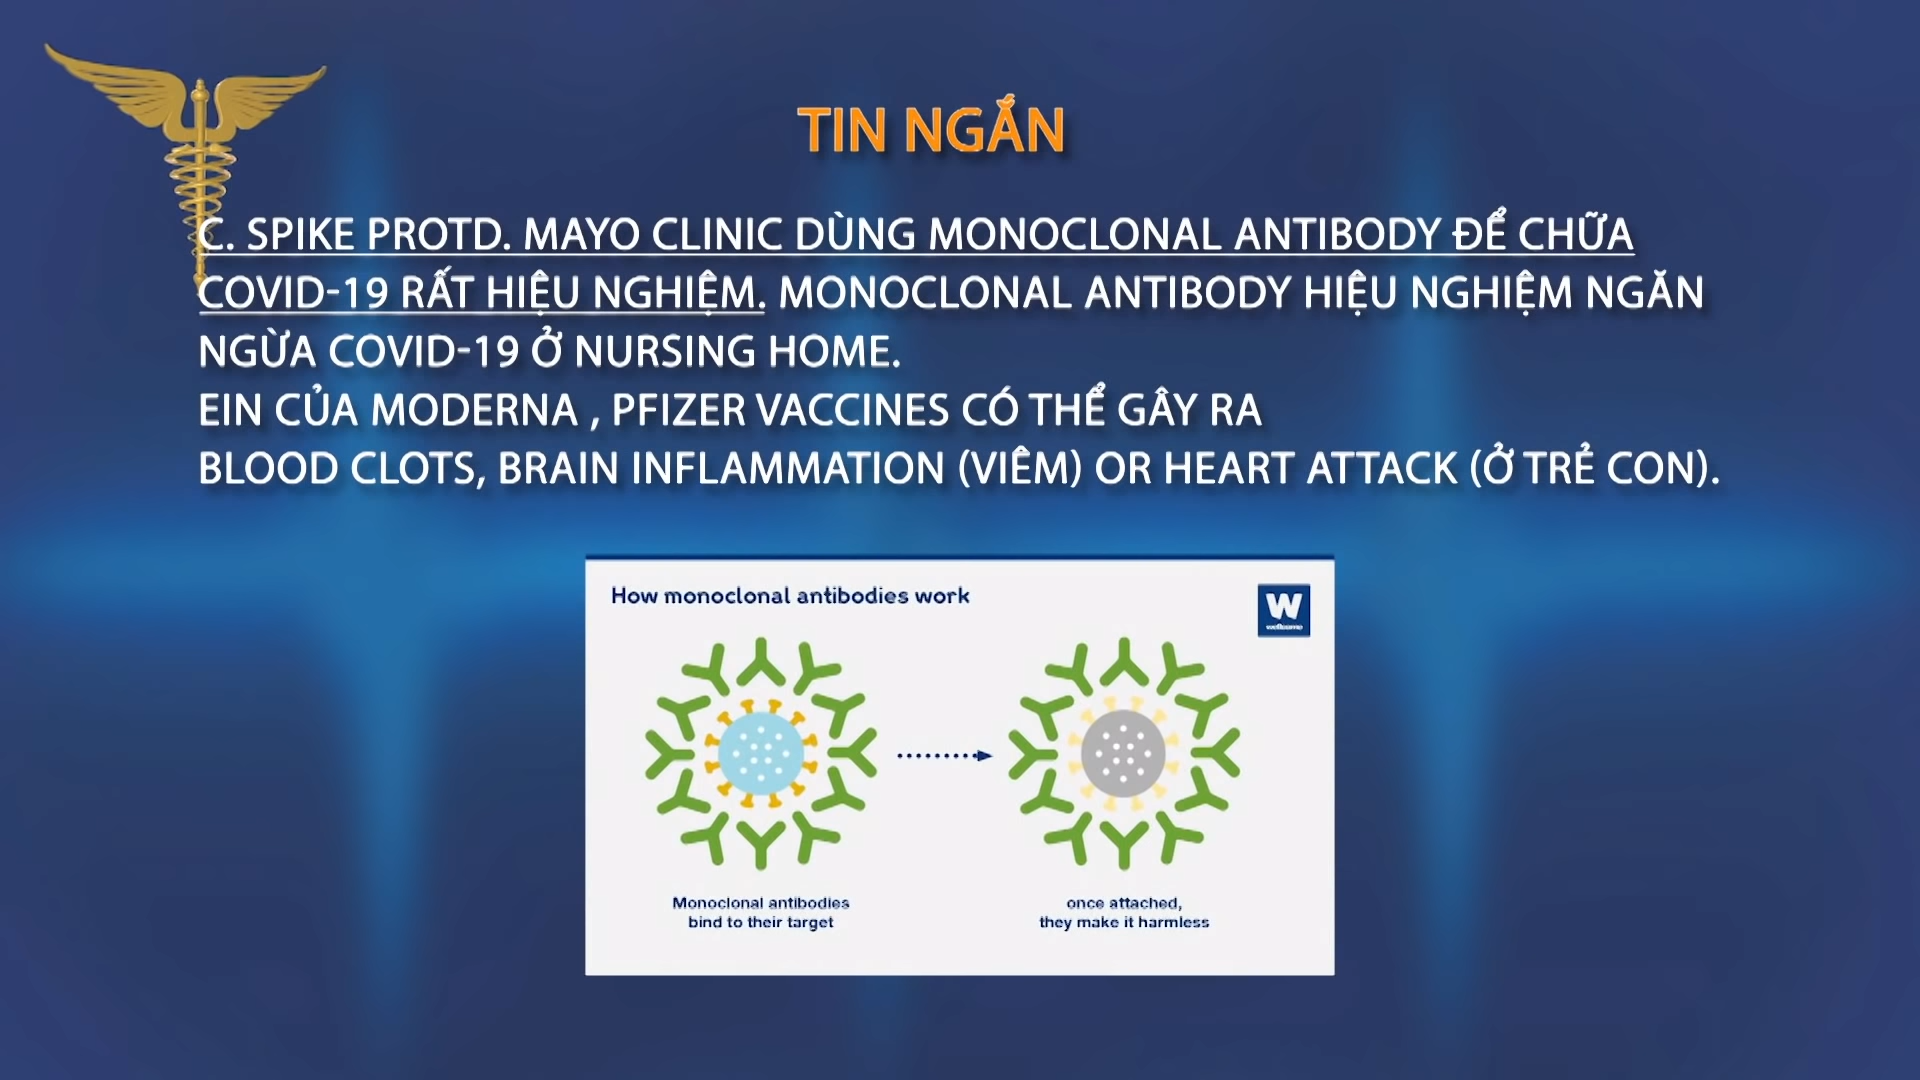 TIN NGẮN
C. SPIKE PROTD. MAYO CLINIC DÙNG MONOCLONAL ANTIBODY ĐỂ CHỮA
COVID-19 RẤT HIỆU NGHIỆM. MONOCLONAL ANTIBODY HIỆU NGHIỆM NGĂN
NGỪA COVID-19 Ở NURSING HOME.
EIN CỦA MODERNA , PFIZER VACCINES CÓ THỂ GÂY RA
BLOOD CLOTS, BRAIN INFLAMMATION (VIÊM) OR HEART ATTACK (Ở TRẺ CON).
How monoclonal antibodies work
W
wellcome
Monoclonal antibodies
bind to their target
once attached,
they make it harmless